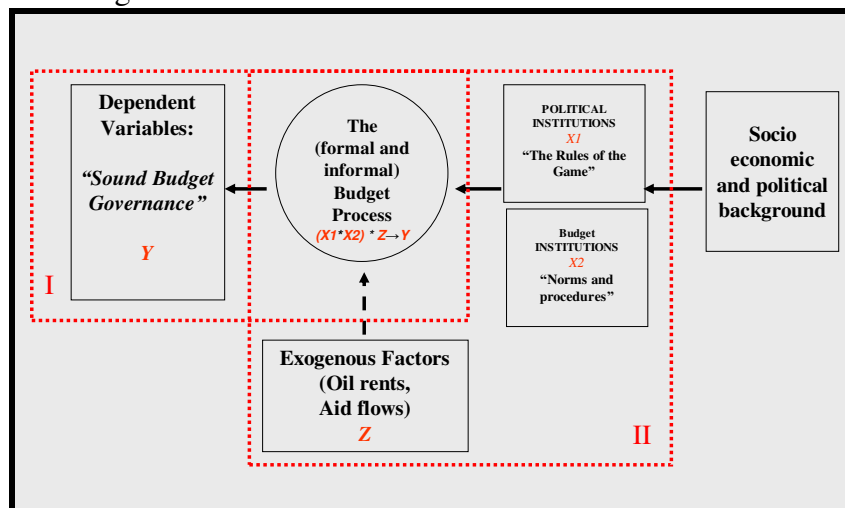 Dependent
Variables:
“Sound Budget
Governance”
Y
I
The
(formal and
informal)
Budget
Process
(X1*X2) * Z→Y
POLITICAL
INSTITUTIONS
X1
“The Rules of the
Game”
Budget
INSTITUTIONS
X2
“Norms and
procedures”
Socio
economic
and political
background
Exogenous Factors
(Oil rents,
Aid flows)
Z
II